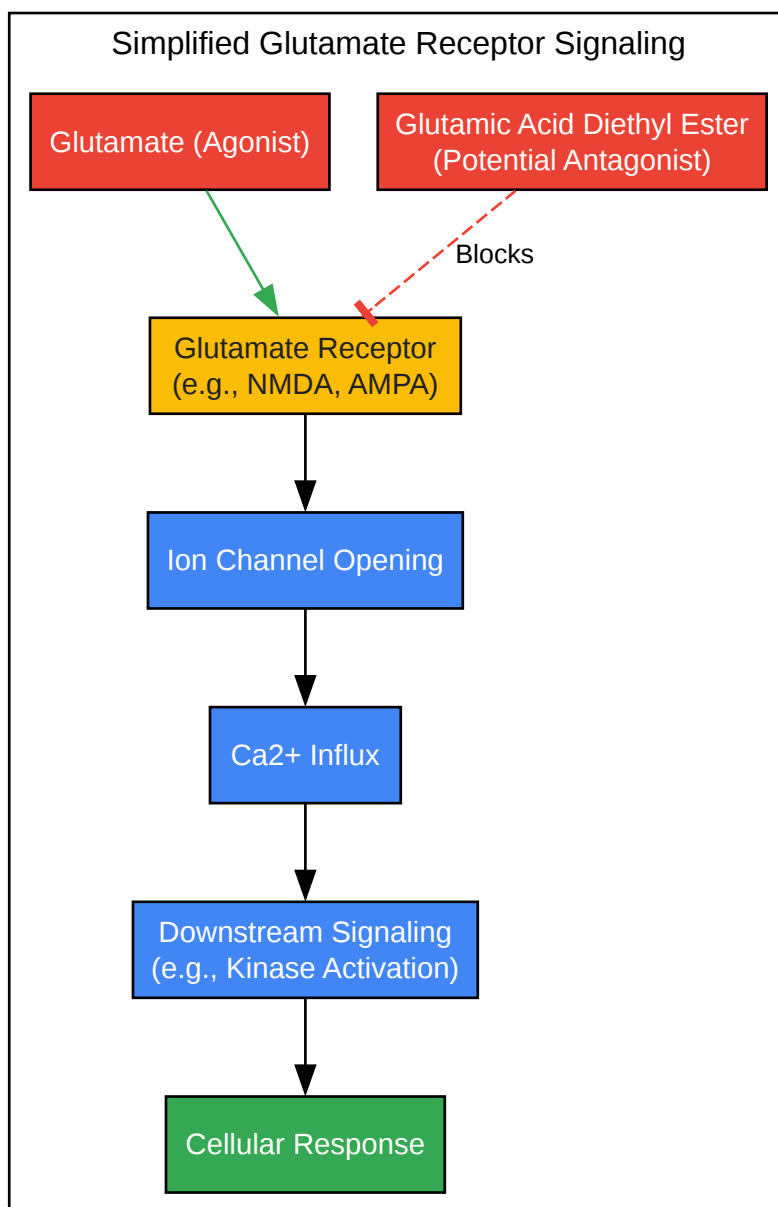 Simplified Glutamate Receptor Signaling
Glutamate (Agonist)
Glutamic Acid Diethyl Ester
(Potential Antagonist)
Blocks
Glutamate Receptor
(e.g., NMDA, AMPA)
Ion Channel Opening
Ca2+ Influx
Downstream Signaling
(e.g., Kinase Activation)
Cellular Response